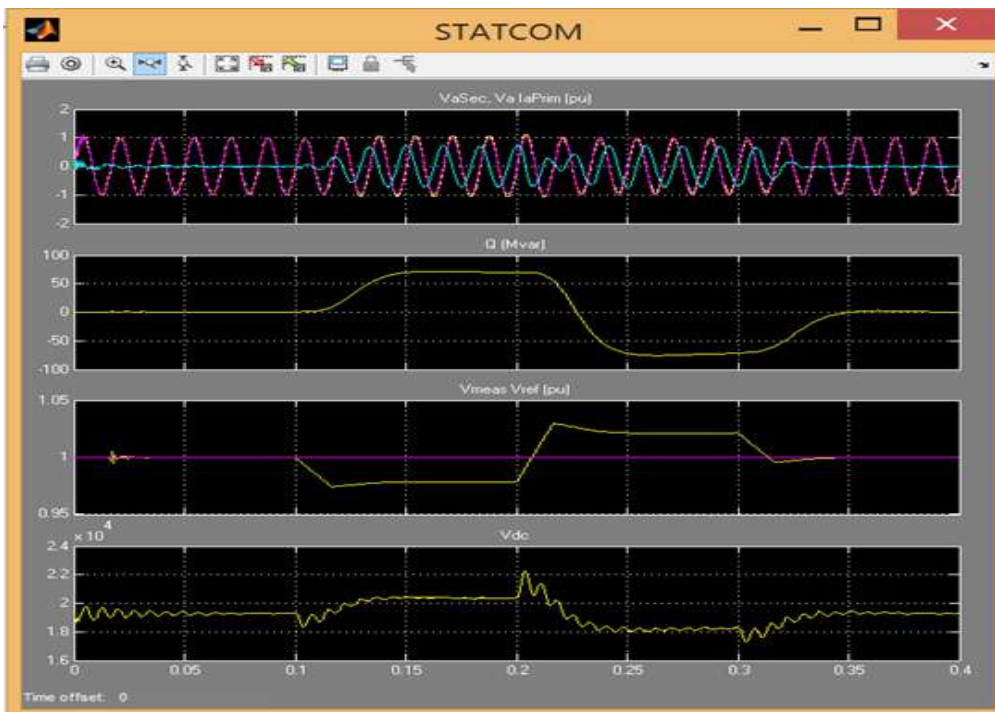 STATCOM
VaSec, Va IaPrim (pu)
2
1
0
-1
-2
Q (Mvar)
100
50
0
-50
-100
Vmeas Vref (pu)
1.05
1
0.95
x 10^4
Vdc
2.4
2.2
2
1.8
1.6
0 0.05 0.1 0.15 0.2 0.25 0.3 0.35 0.4
Time offset: 0